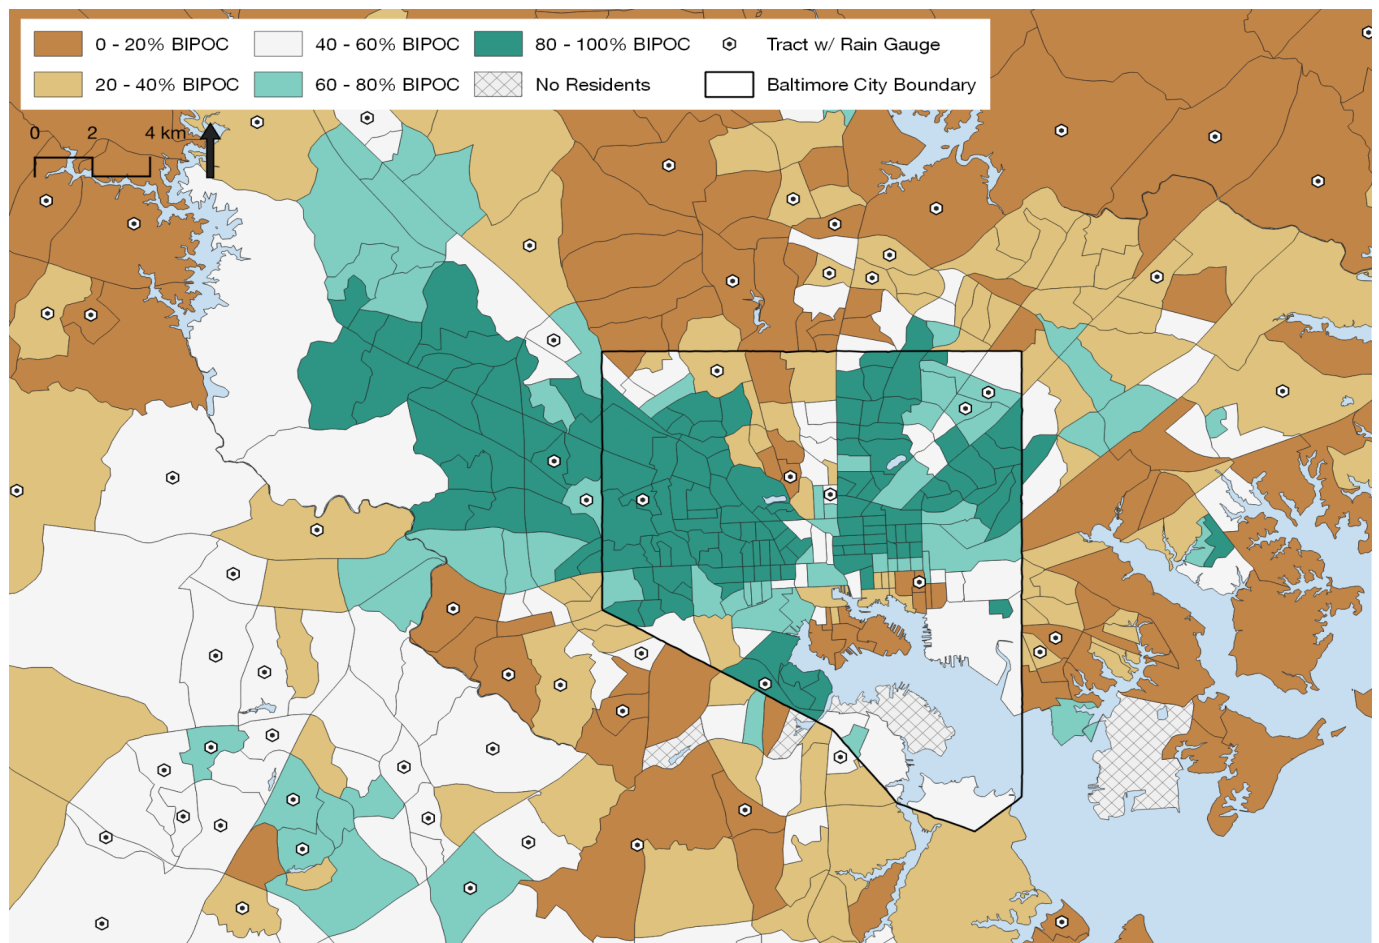 0 - 20% BIPOC 40 - 60% BIPOC 80 - 100% BIPOC Tract w/ Rain Gauge
20 - 40% BIPOC 60 - 80% BIPOC No Residents Baltimore City Boundary
0 2 4 km